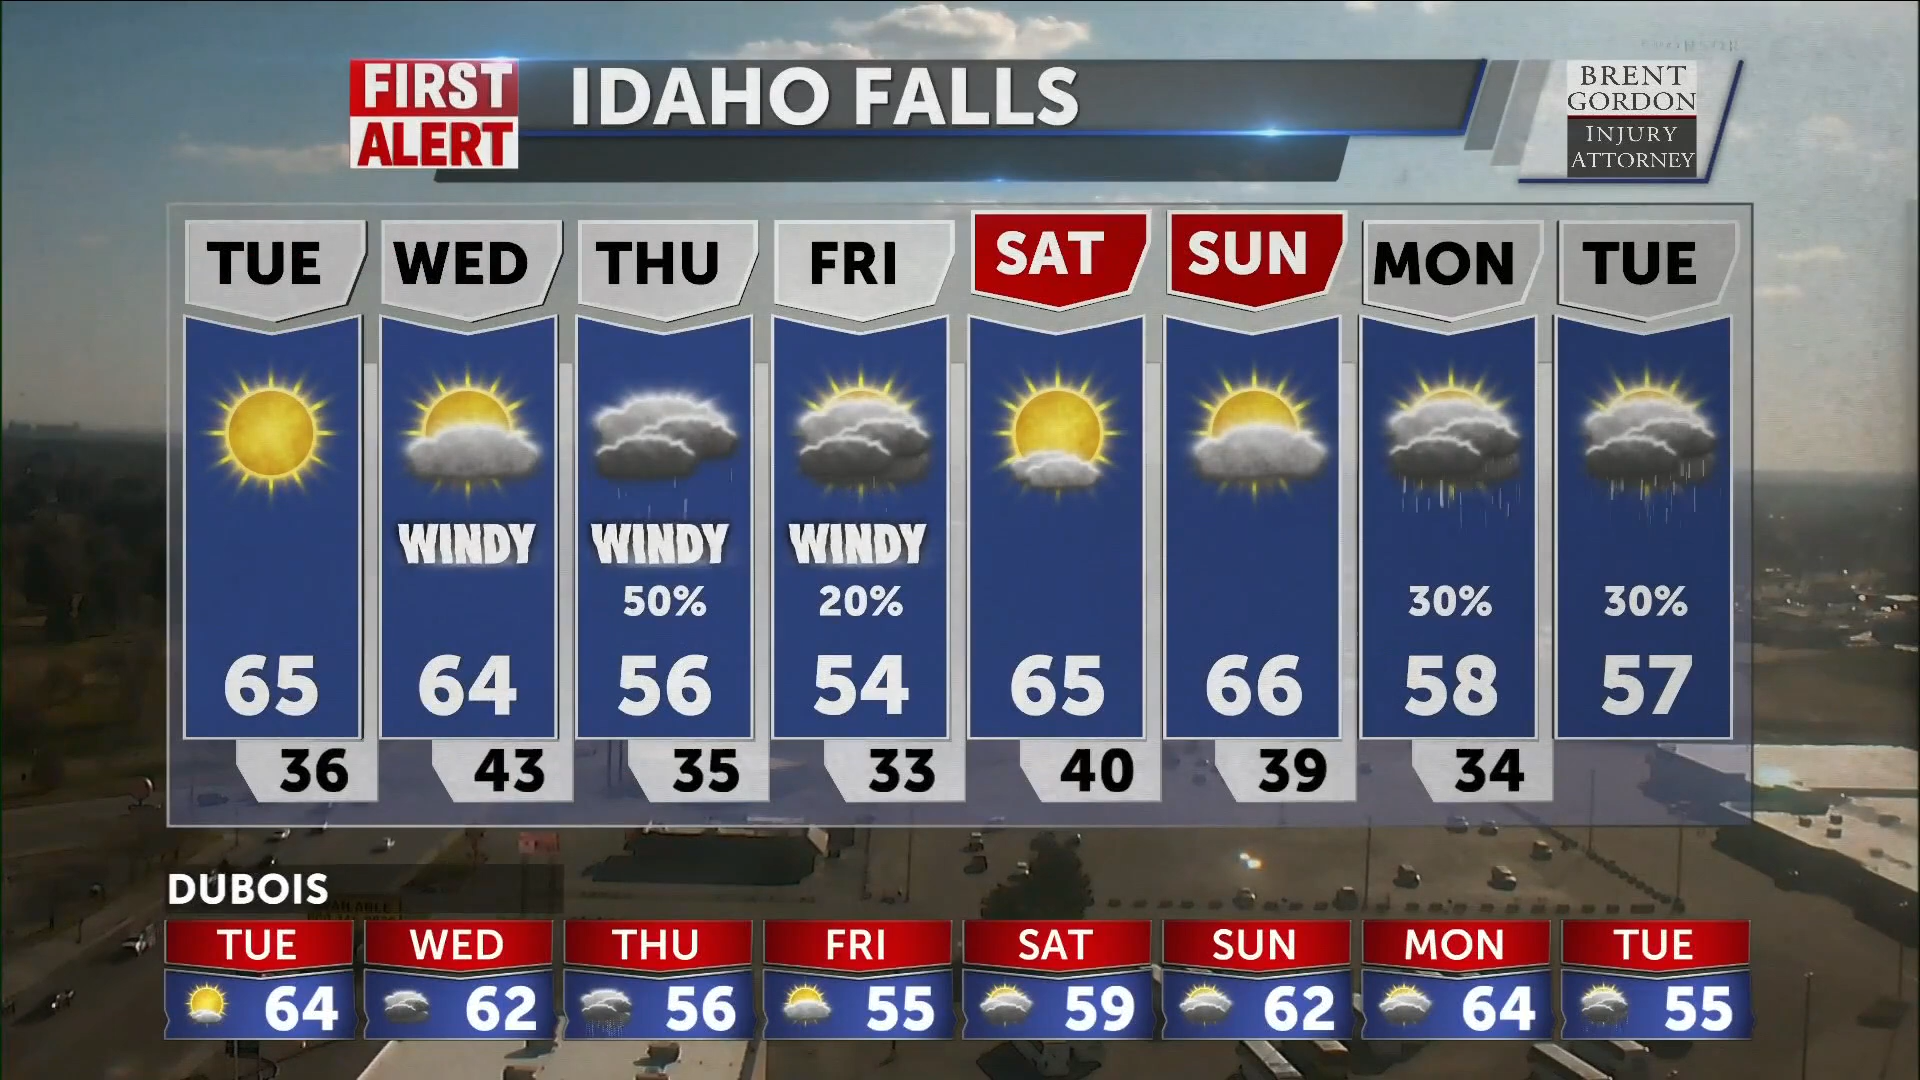 FIRST
ALERT
IDAHO FALLS
BRENT
GORDON
INJURY
ATTORNEY
TUE WED THU FRI SAT SUN MON TUE
WINDY WINDY WINDY
50% 20% 30% 30%
65 64 56 54 65 66 58 57
36 43 35 33 40 39 34
DUBOIS
TUE WED THU FRI SAT SUN MON TUE
64 62 56 55 59 62 64 55